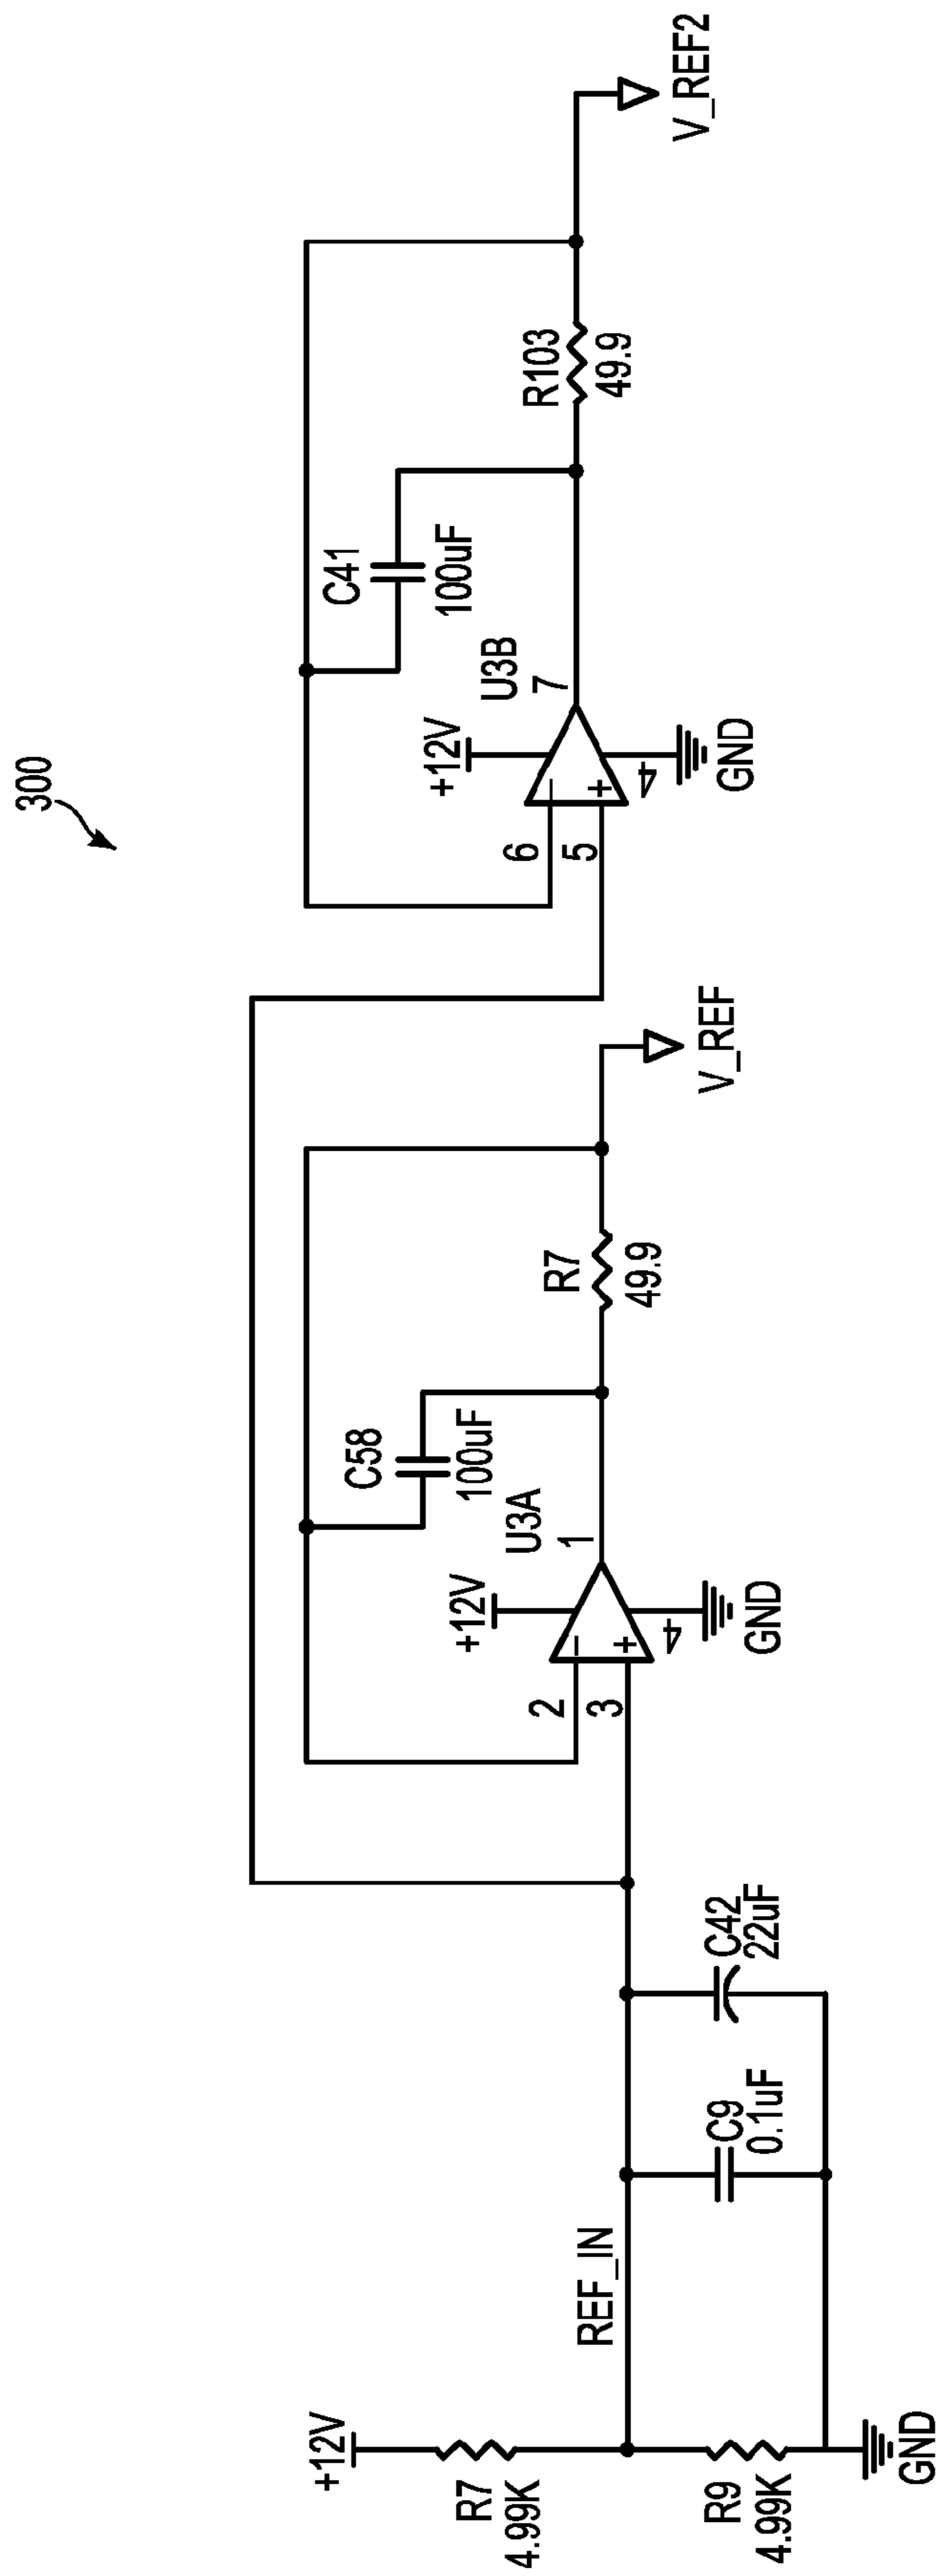 300
+12V
R7
4.99K
R9
4.99K
GND
REF_IN
C9
0.1uF
C42
22uF
2
3
+12V
−
+
4
GND
U3A
1
C58
100uF
R7
49.9
V_REF
6
5
+12V
−
+
4
GND
U3B
7
C41
100uF
R103
49.9
V_REF2